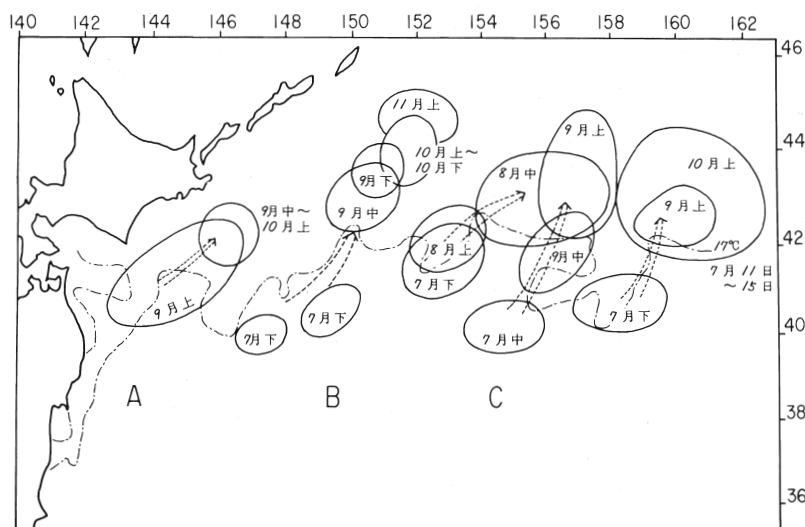 140 142 144 146 148 150 152 154 156 158 160 162
46
44
42
40
38
36
11月上
10月上～
10月下
9月下
9月中
9月中～
10月上
9月上
7月下
7月下
8月上
7月下
8月中
9月上
9月中
7月中
10月上
9月上
17℃
7月11日
～15日
7月下
A B C